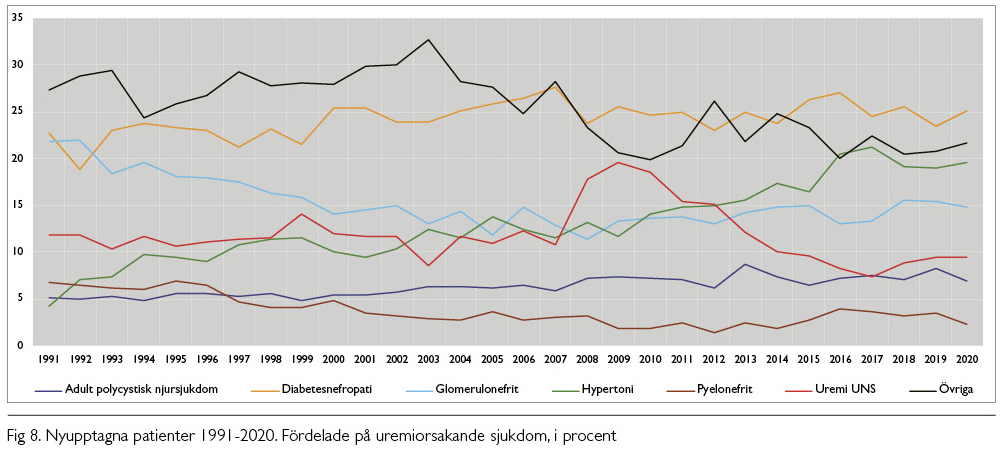 35
30
25
20
15
10
5
0
1991 1992 1993 1994 1995 1996 1997 1998 1999 2000 2001 2002 2003 2004 2005 2006 2007 2008 2009 2010 2011 2012 2013 2014 2015 2016 2017 2018 2019 2020
Adult polycystisk njursjukdom Diabetesnefropati Glomerulonefrit Hypertoni Pyelonefrit Uremi UNS Övriga
Fig 8. Nyupptagna patienter 1991-2020. Fördelade på uremiorsakande sjukdom, i procent